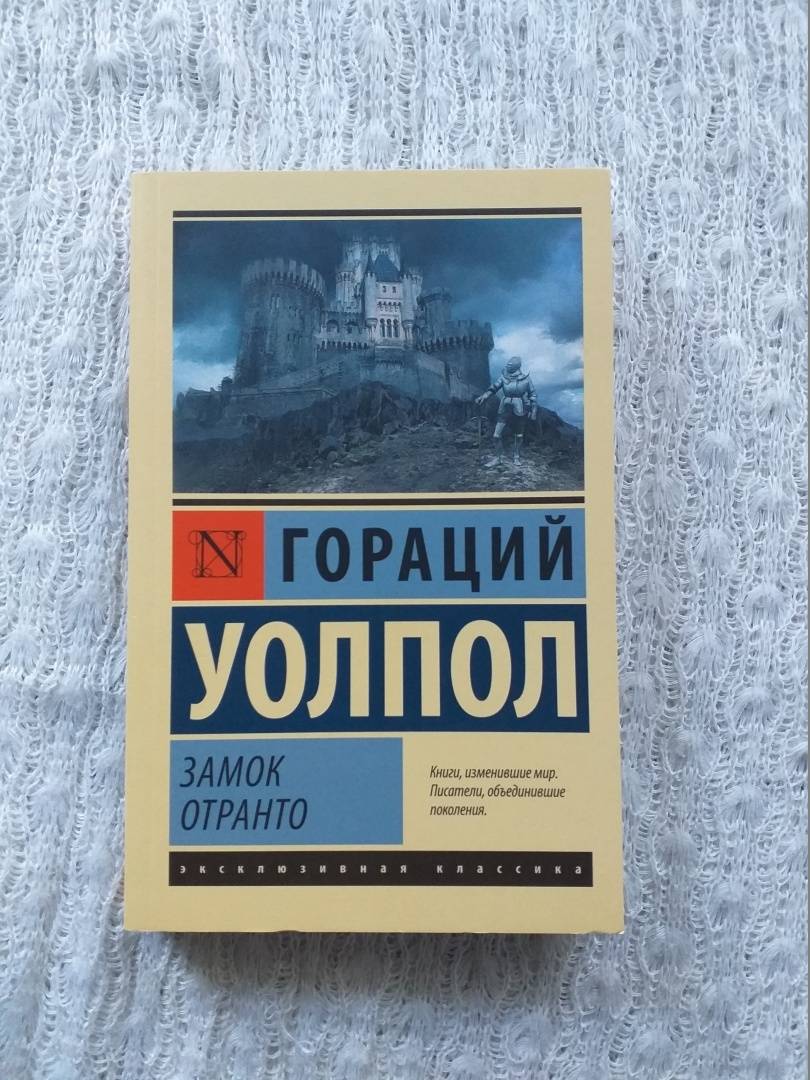 N
ГОРАЦИЙ
УОЛПОЛ
ЗАМОК
ОТРАНТО
Книги, изменившие мир.
Писатели, объединившие
поколения.
ЭКСКЛЮЗИВНАЯ КЛАССИКА